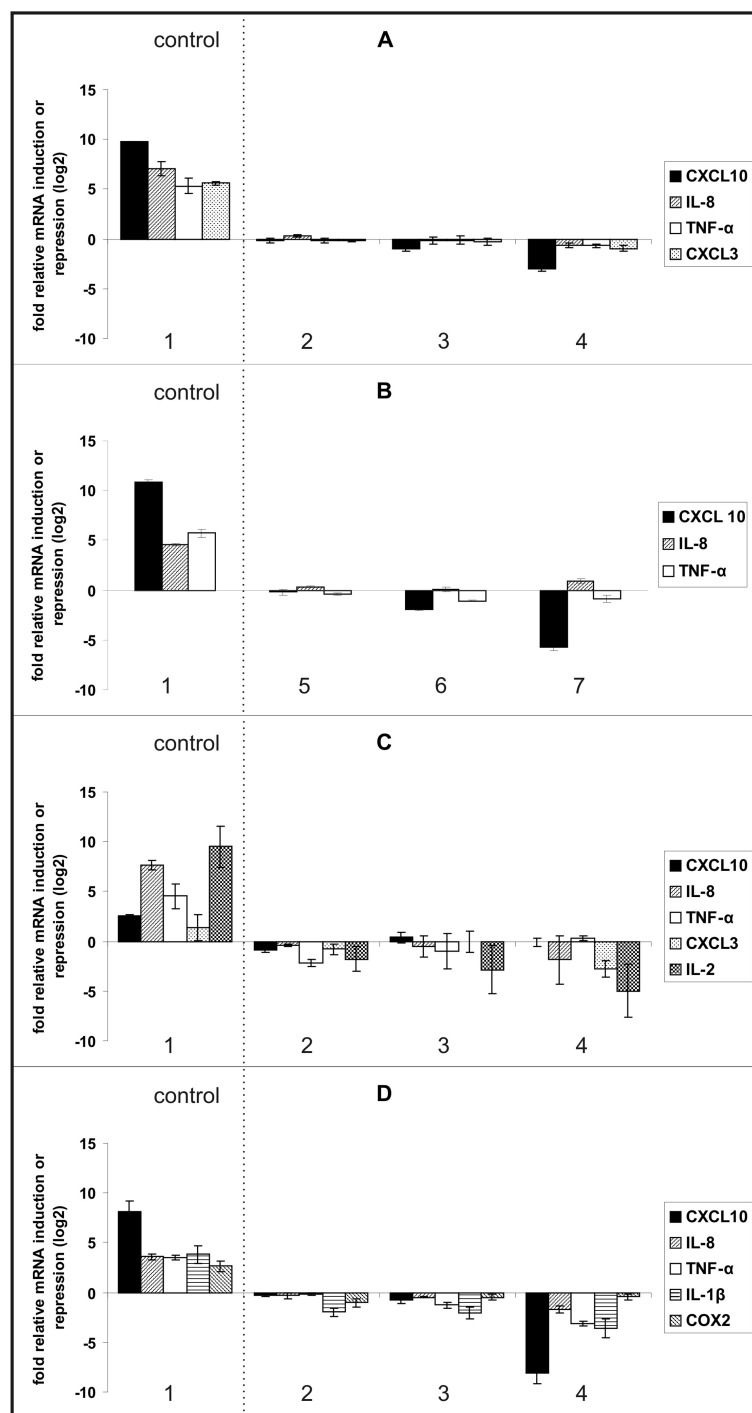 control
A
fold relative mRNA induction or
repression (log2)
15
10
5
0
-5
-10
1
2
3
4
CXCL10
IL-8
TNF-α
CXCL3
control
B
fold relative mRNA induction or
repression (log2)
15
10
5
0
-5
-10
1
5
6
7
CXCL 10
IL-8
TNF-α
control
C
fold relative mRNA induction or
repression (log2)
15
10
5
0
-5
-10
1
2
3
4
CXCL10
IL-8
TNF-α
CXCL3
IL-2
control
D
fold relative mRNA induction or
repression (log2)
15
10
5
0
-5
-10
1
2
3
4
CXCL10
IL-8
TNF-α
IL-1β
COX2